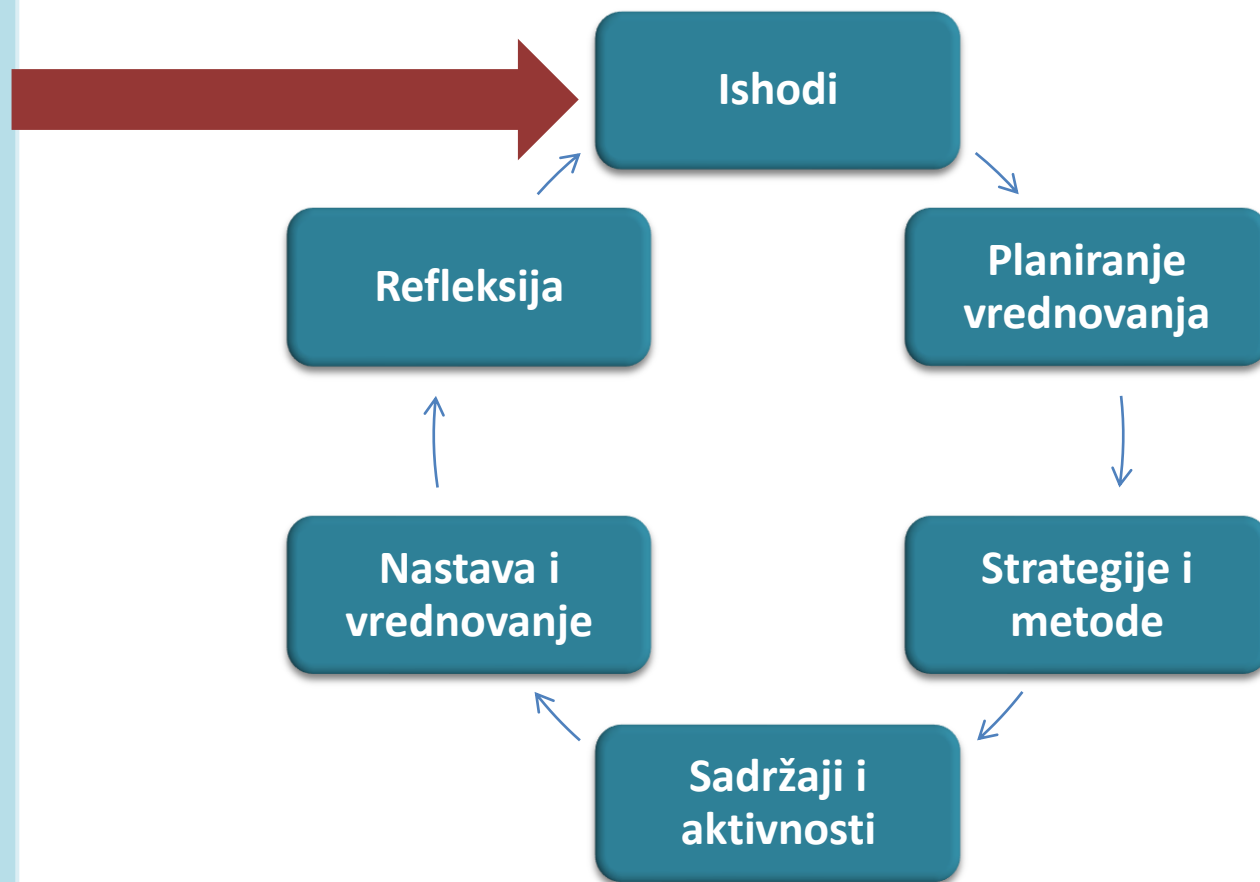 Ishodi
Planiranje
vrednovanja
Strategije i
metode
Sadržaji i
aktivnosti
Nastava i
vrednovanje
Refleksija